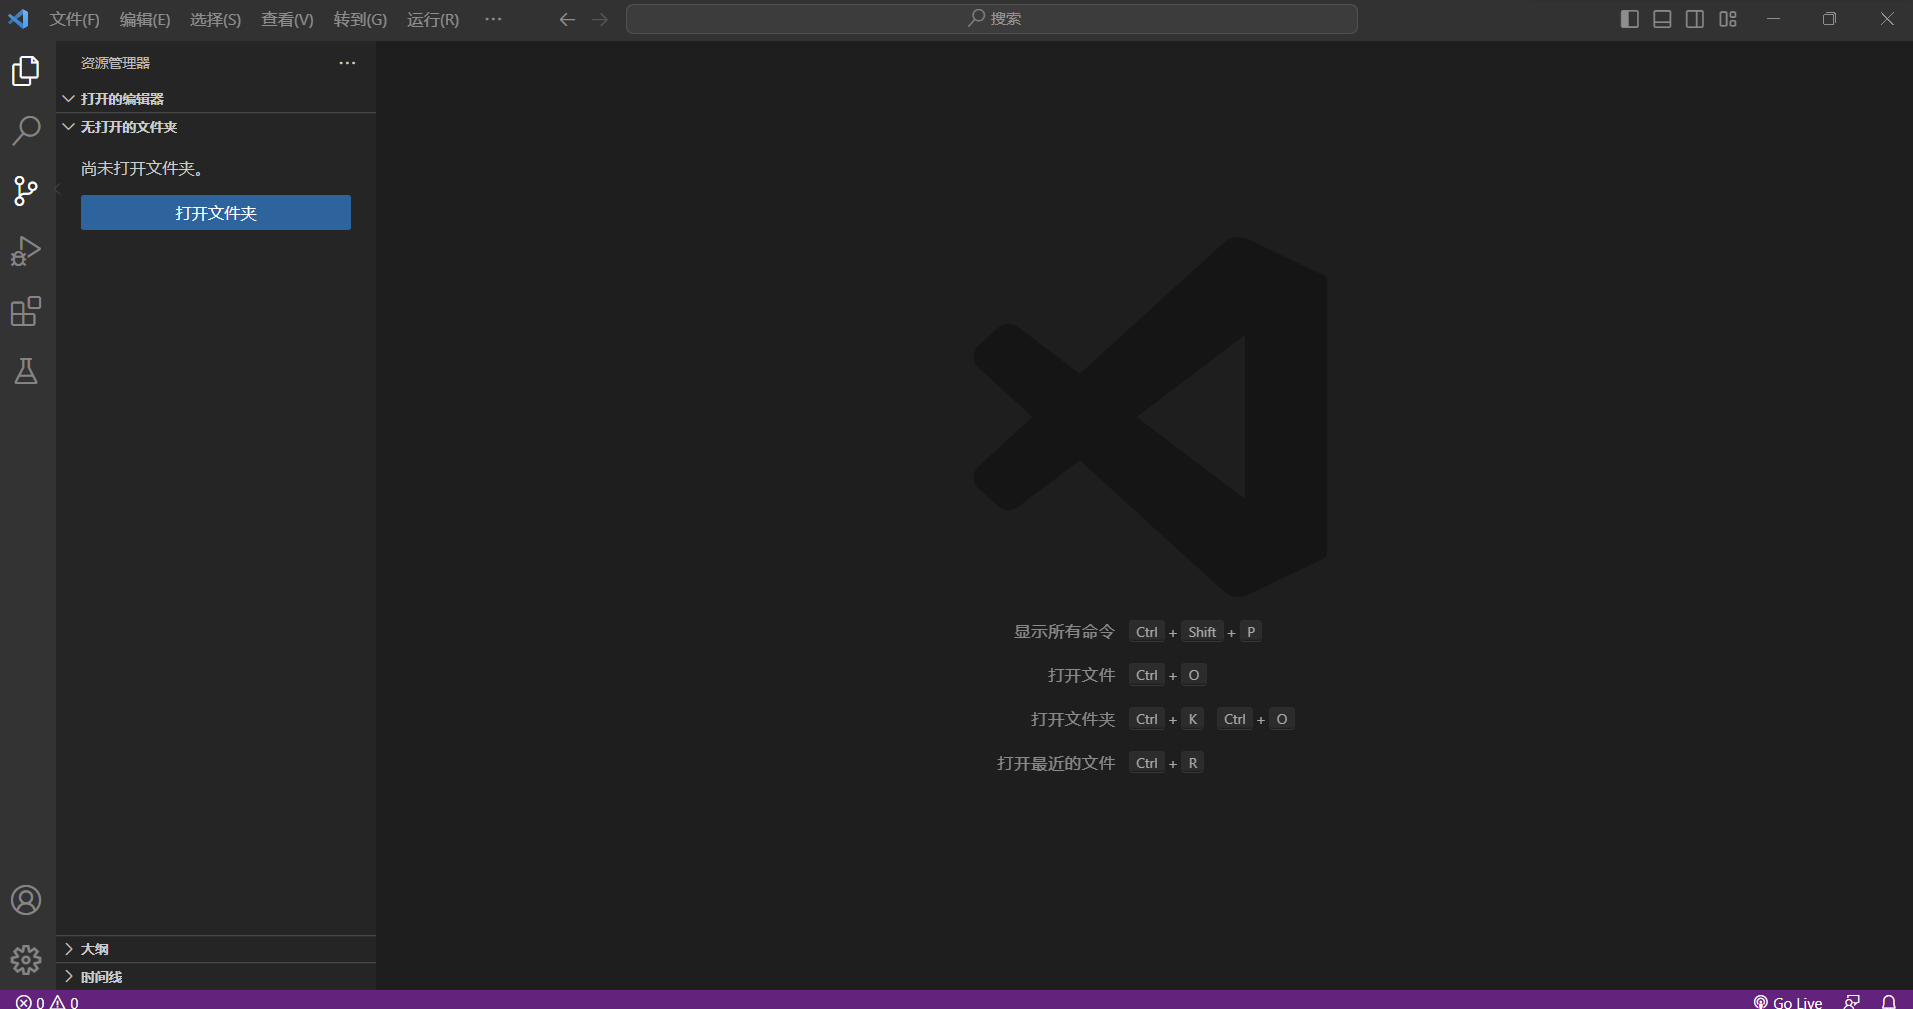 文件(F) 编辑(E) 选择(S) 查看(V) 转到(G) 运行(R) ··· 搜索
资源管理器 ···
打开的编辑器
无打开的文件夹
尚未打开文件夹。
打开文件夹
显示所有命令 Ctrl + Shift + P
打开文件 Ctrl + O
打开文件夹 Ctrl + K Ctrl + O
打开最近的文件 Ctrl + R
大纲
时间线
0 0 Go Live